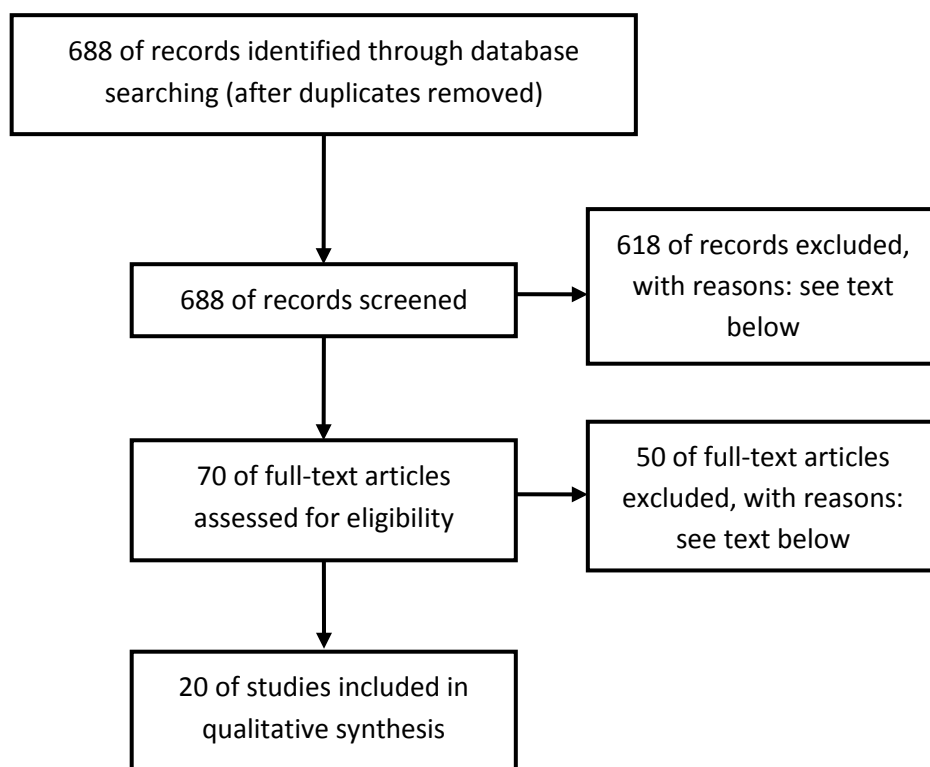 688 of records identified through database
searching (after duplicates removed)
618 of records excluded,
with reasons: see text
below
688 of records screened
70 of full-text articles
assessed for eligibility
50 of full-text articles
excluded, with reasons:
see text below
20 of studies included in
qualitative synthesis